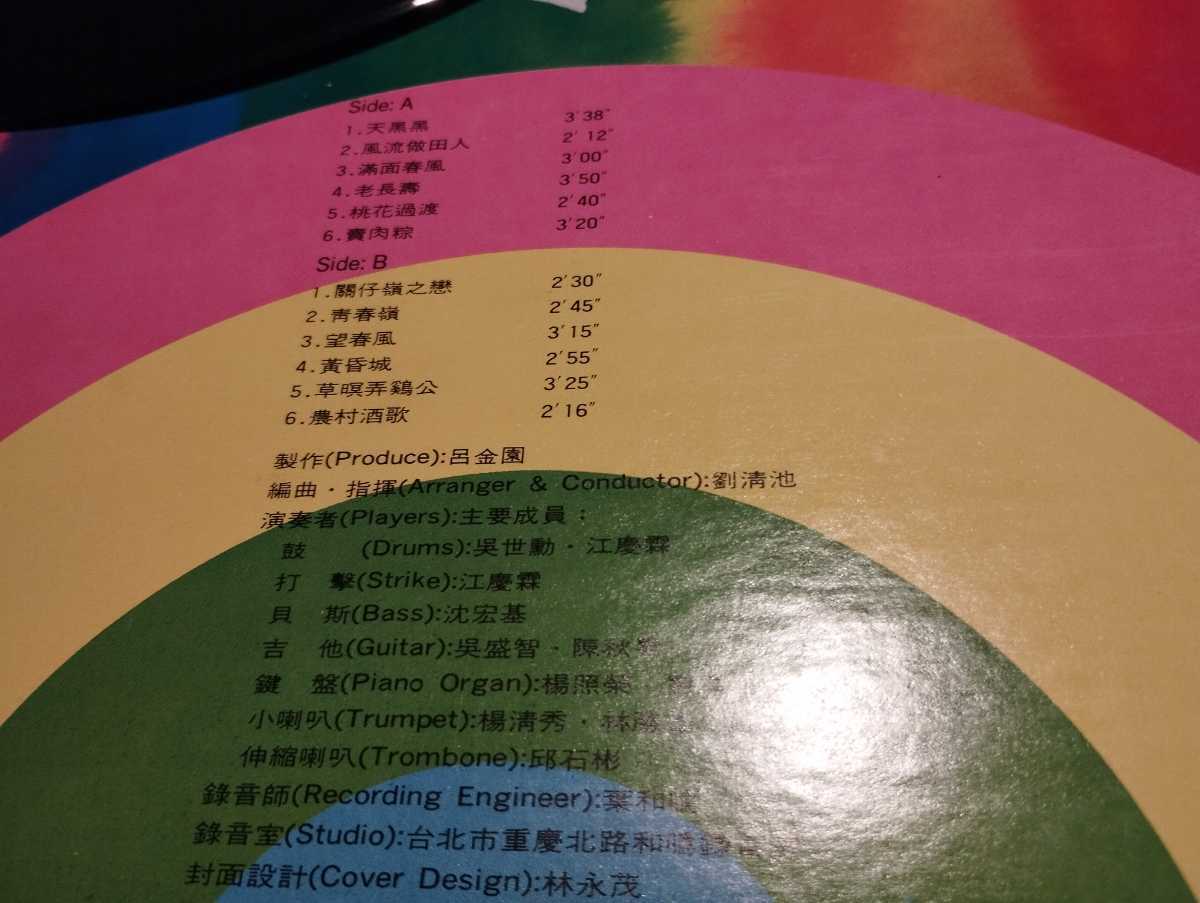 Side: A
1.天黑黑 3'38"
2.風流做田人 2'12"
3.滿面春風 3'00"
4.老長壽 3'50"
5.桃花過渡 2'40"
6.賣肉粽 3'20"
Side: B
1.關仔嶺之戀 2'30"
2.青春嶺 2'45"
3.望春風 3'15"
4.黃昏城 2'55"
5.草暝弄鷄公 3'25"
6.農村酒歌 2'16"
製作(Produce):呂金園
編曲・指揮(Arranger & Conductor):劉清池
演奏者(Players):主要成員:
鼓 (Drums):吳世勳・江慶霖
打 擊(Strike):江慶霖
貝 斯(Bass):沈宏基
吉 他(Guitar):吳盛智・陳秋
鍵 盤(Piano Organ):楊照榮
小喇叭(Trumpet):楊清秀・林
伸縮喇叭(Trombone):邱石彬
錄音師(Recording Engineer):葉和
錄音室(Studio):台北市重慶北路和
封面設計(Cover Design):林永茂